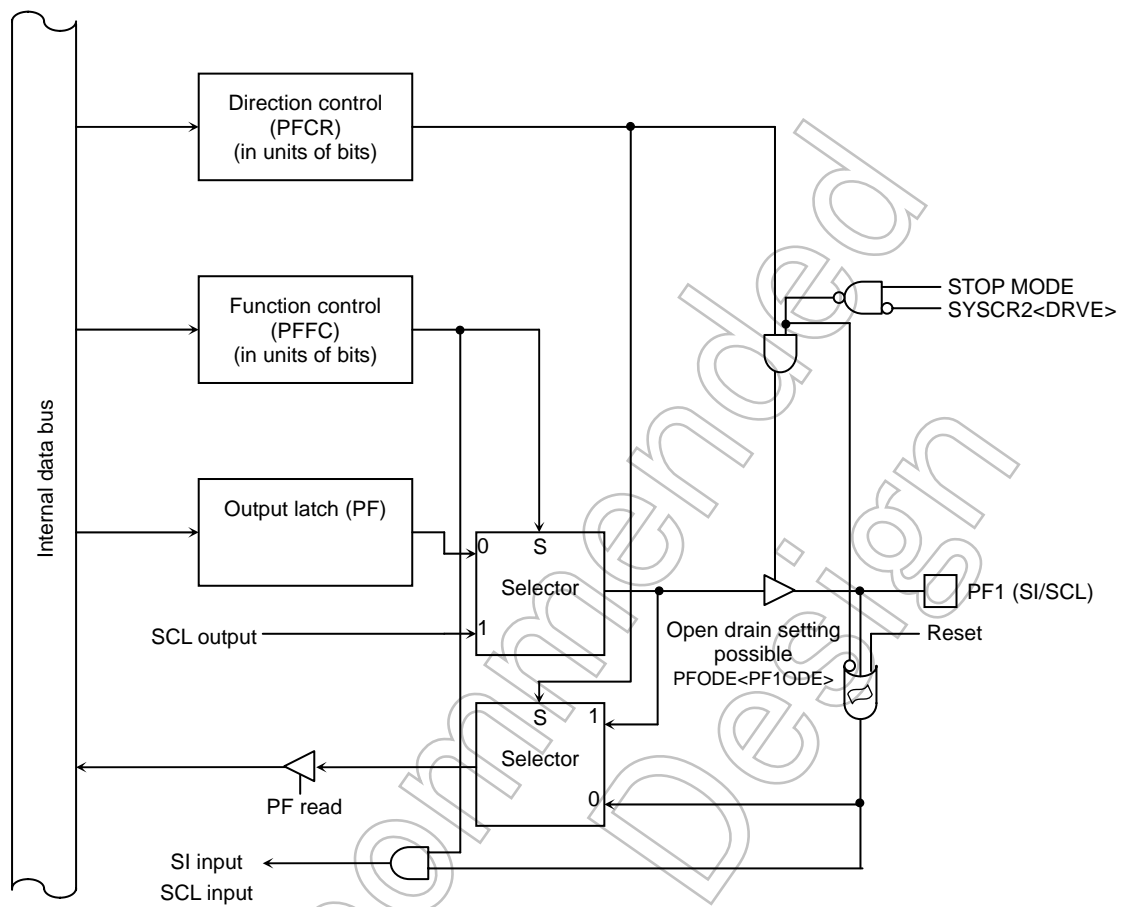 Direction control
(PFCR)
(in units of bits)
STOP MODE
SYSCR2<DRVE>
Function control
(PFFC)
(in units of bits)
Internal data bus
Output latch (PF)
0
S
Selector
1
SCL output
PF1 (SI/SCL)
Open drain setting
possible
PFODE<PF1ODE>
Reset
S
1
Selector
0
PF read
SI input
SCL input
ommended
Design